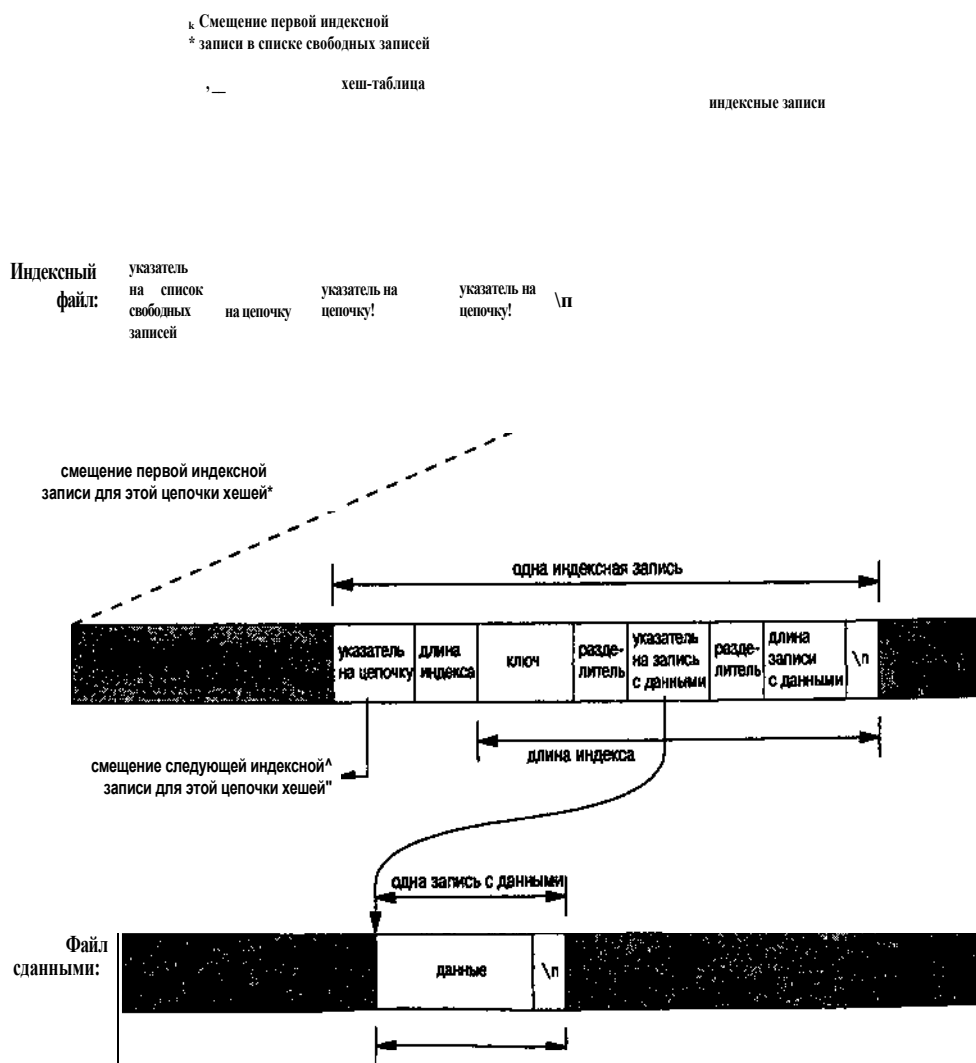 k Смещение первой индексной
* записи в списке свободных записей
,__ хеш-таблица
индексные записи
Индексный
файл:
указатель
на список
свободных
записей
на цепочку
указатель на
цепочку!
указатель на
цепочку!
\n
смещение первой индексной
записи для этой цепочки хешей*
одна индексная запись
указатель
на цепочку
длина
индекса
ключ
разде-
литель
указатель
на запись
с данными
разде-
литель
длина
записи
с данными
\n
длина индекса
смещение следующей индексной^
записи для этой цепочки хешей"
одна запись с данными
Файл
сданными:
данные
\n